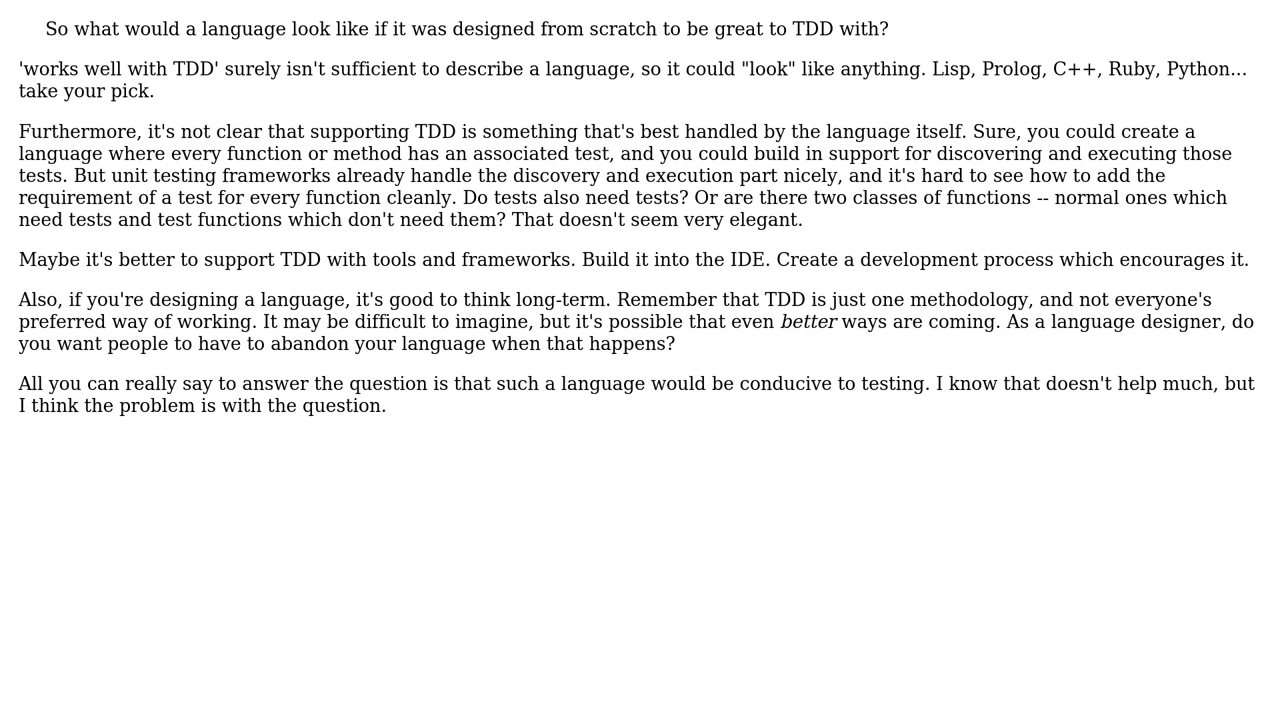 So what would a language look like if it was designed from scratch to be great to TDD with?
'works well with TDD' surely isn't sufficient to describe a language, so it could "look" like anything. Lisp, Prolog, C++, Ruby, Python...
take your pick.
Furthermore, it's not clear that supporting TDD is something that's best handled by the language itself. Sure, you could create a
language where every function or method has an associated test, and you could build in support for discovering and executing those
tests. But unit testing frameworks already handle the discovery and execution part nicely, and it's hard to see how to add the
requirement of a test for every function cleanly. Do tests also need tests? Or are there two classes of functions -- normal ones which
need tests and test functions which don't need them? That doesn't seem very elegant.
Maybe it's better to support TDD with tools and frameworks. Build it into the IDE. Create a development process which encourages it.
Also, if you're designing a language, it's good to think long-term. Remember that TDD is just one methodology, and not everyone's
preferred way of working. It may be difficult to imagine, but it's possible that even better ways are coming. As a language designer, do
you want people to have to abandon your language when that happens?
All you can really say to answer the question is that such a language would be conducive to testing. I know that doesn't help much, but
I think the problem is with the question.